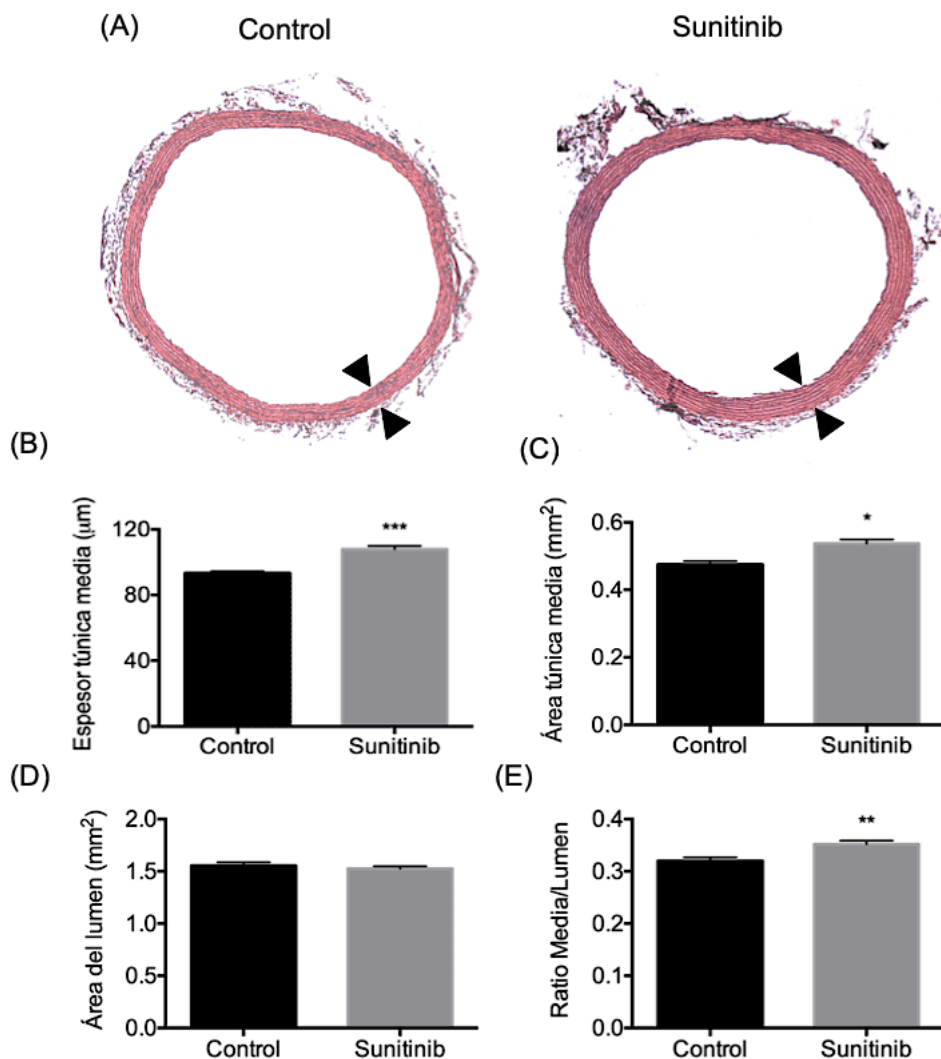 (A)
Control
Sunitinib
(B)
Espesor túnica media (μm)
120
80
40
0
***
Control
Sunitinib
(C)
Área túnica media (mm²)
0.6
0.4
0.2
0.0
*
Control
Sunitinib
(D)
Área del lumen (mm²)
2.0
1.5
1.0
0.5
0.0
Control
Sunitinib
(E)
Ratio Media/Lumen
0.4
0.3
0.2
0.1
0.0
**
Control
Sunitinib